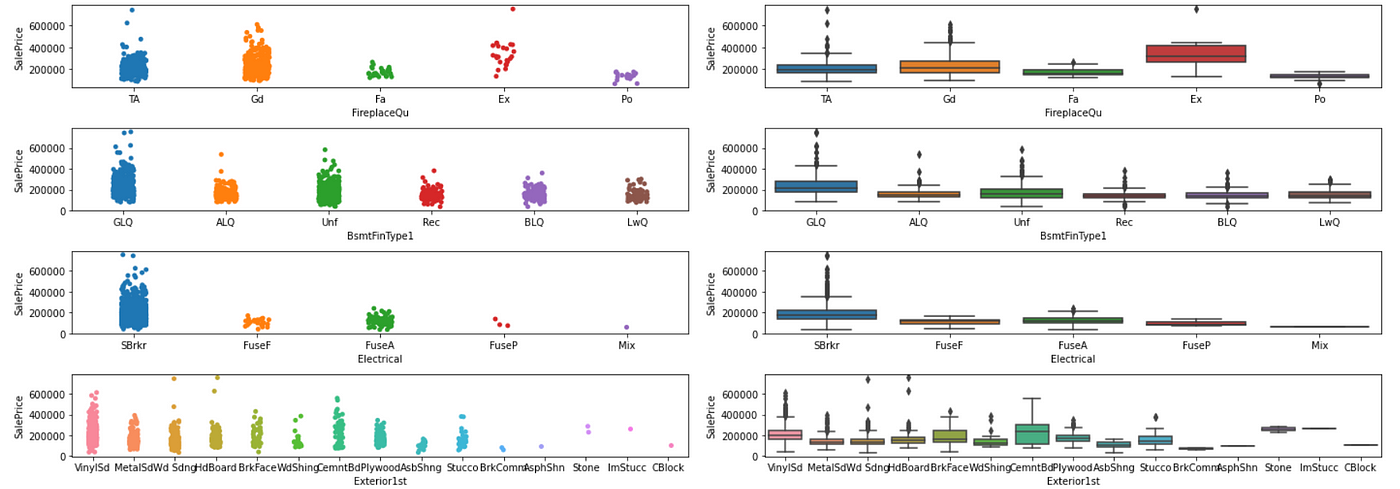 SalePrice
600000
400000
200000
TA Gd Fa Ex Po
FireplaceQu
SalePrice
600000
400000
200000
TA Gd Fa Ex Po
FireplaceQu
SalePrice
600000
400000
200000
0
GLQ ALQ Unf Rec BLQ LwQ
BsmtFinType1
SalePrice
600000
400000
200000
0
GLQ ALQ Unf Rec BLQ LwQ
BsmtFinType1
SalePrice
600000
400000
200000
0
SBrkr FuseF FuseA FuseP Mix
Electrical
SalePrice
600000
400000
200000
0
SBrkr FuseF FuseA FuseP Mix
Electrical
SalePrice
600000
400000
200000
0
VinylSd MetalSd Wd Sdng HdBoard BrkFace WdShing CemntBd Plywood AsbShng Stucco BrkComm AsphShn Stone ImStucc CBlock
Exterior1st
SalePrice
600000
400000
200000
0
VinylSd MetalSd Wd Sdng HdBoard BrkFace WdShing CemntBd Plywood AsbShng Stucco BrkComm AsphShn Stone ImStucc CBlock
Exterior1st